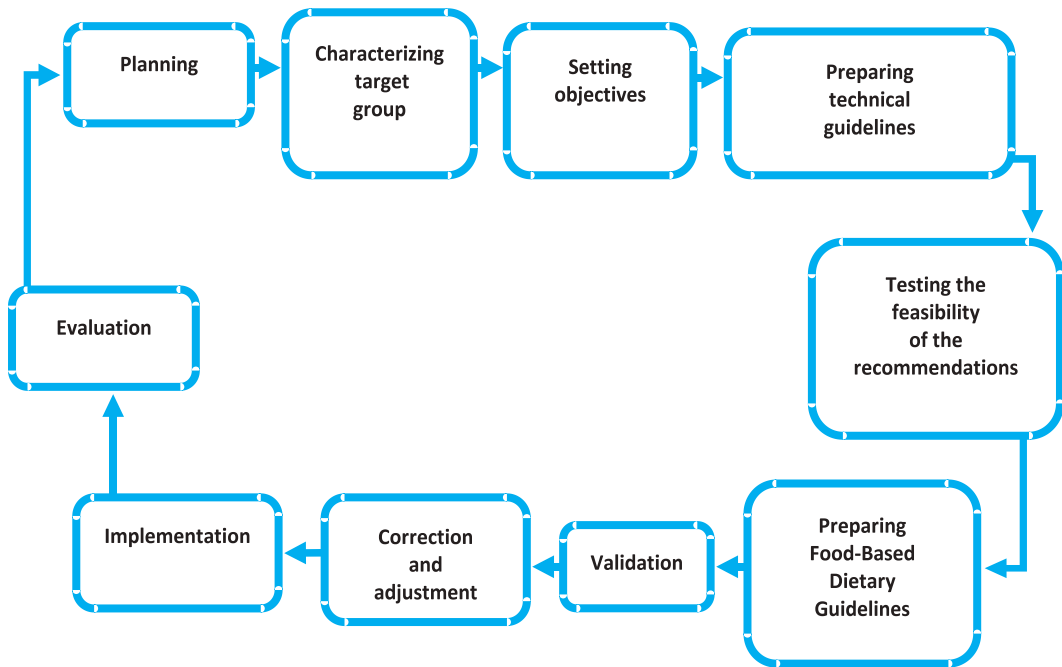 Planning
Characterizing
target
group
Setting
objectives
Preparing
technical
guidelines
Testing the
feasibility
of the
recommendations
Preparing
Food-Based
Dietary
Guidelines
Validation
Correction
and
adjustment
Implementation
Evaluation